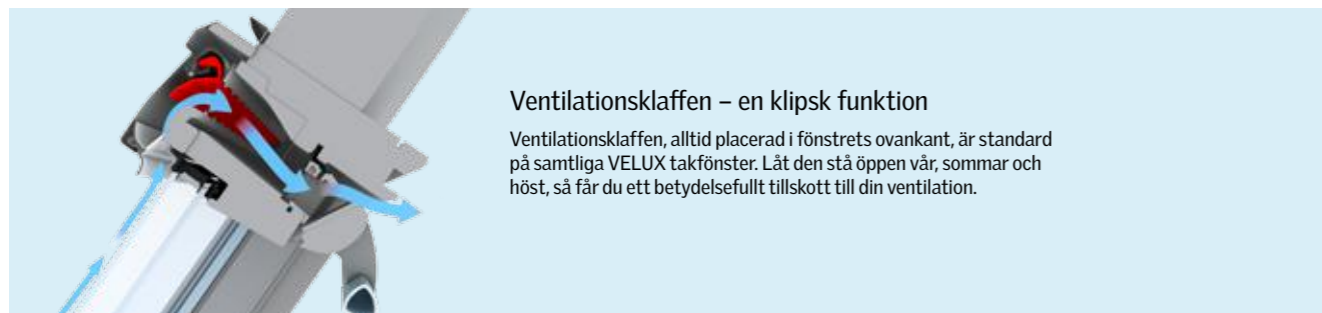 Ventilationsklaffen – en klipsk funktion
Ventilationsklaffen, alltid placerad i fönstrets ovankant, är standard
på samtliga VELUX takfönster. Låt den stå öppen vår, sommar och
höst, så får du ett betydelsefullt tillskott till din ventilation.